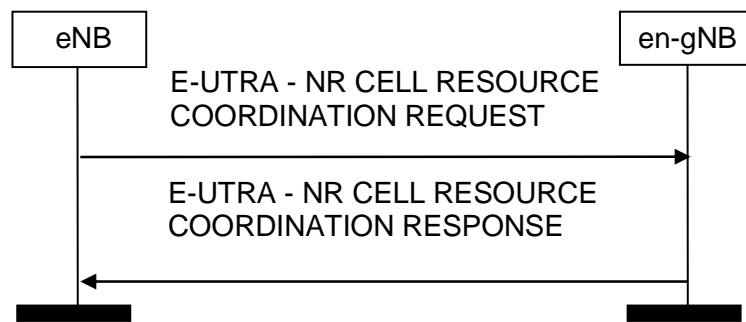 eNB
en-gNB
E-UTRA - NR CELL RESOURCE
COORDINATION REQUEST
E-UTRA - NR CELL RESOURCE
COORDINATION RESPONSE